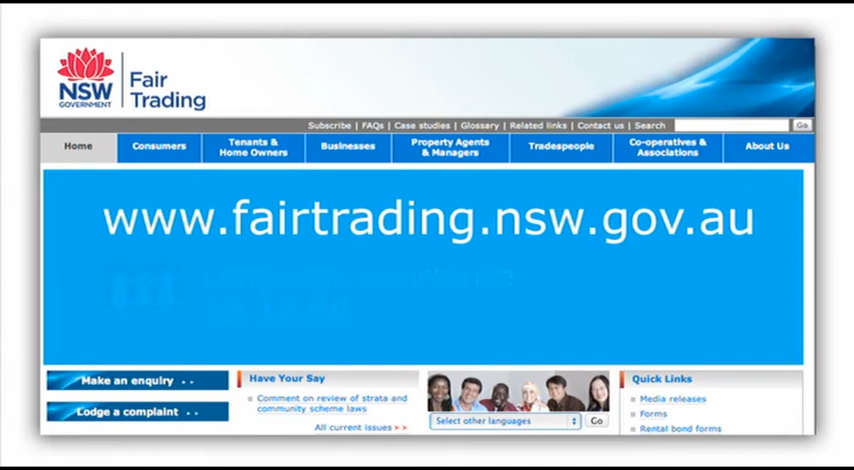 NSW
GOVERNMENT
Fair
Trading
Subscribe | FAQs | Case studies | Glossary | Related links | Contact us | Search
Go
Home
Consumers
Tenants &
Home Owners
Businesses
Property Agents
& Managers
Tradespeople
Co-operatives &
Associations
About Us
www.fairtrading.nsw.gov.au
Make an enquiry
Lodge a complaint
Have Your Say
Comment on review of strata and
community scheme laws
All current issues
Select other languages
Go
Quick Links
Media releases
Forms
Rental bond forms